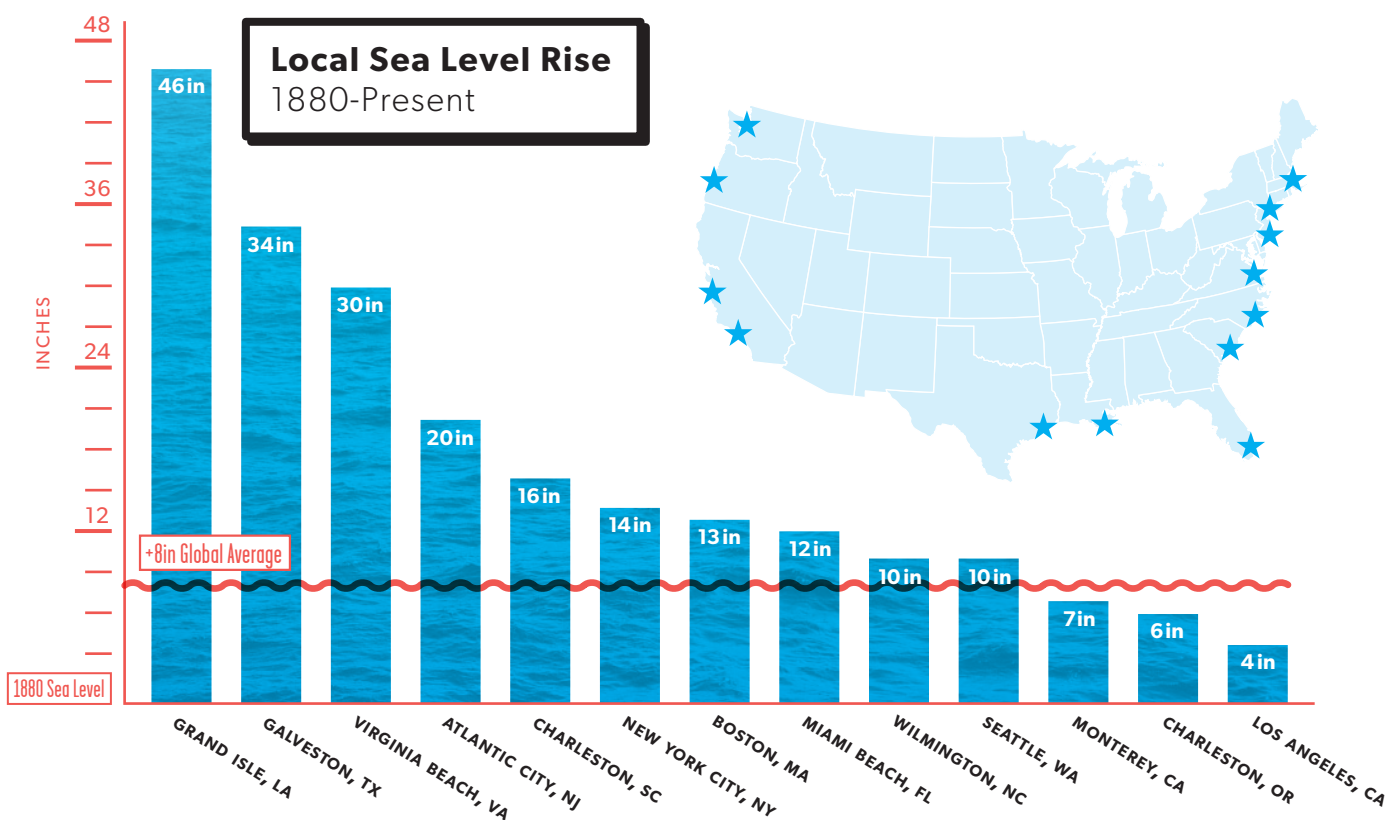 Local Sea Level Rise
1880-Present
INCHES
48
36
24
12
46in
34in
30in
20in
16in
14in
13in
12in
10in
10in
7in
6in
4in
+8in Global Average
1880 Sea Level
GRAND ISLE, LA
GALVESTON, TX
VIRGINIA BEACH, VA
ATLANTIC CITY, NJ
CHARLESTON, SC
NEW YORK CITY, NY
BOSTON, MA
MIAMI BEACH, FL
WILMINGTON, NC
SEATTLE, WA
MONTEREY, CA
CHARLESTON, OR
LOS ANGELES, CA